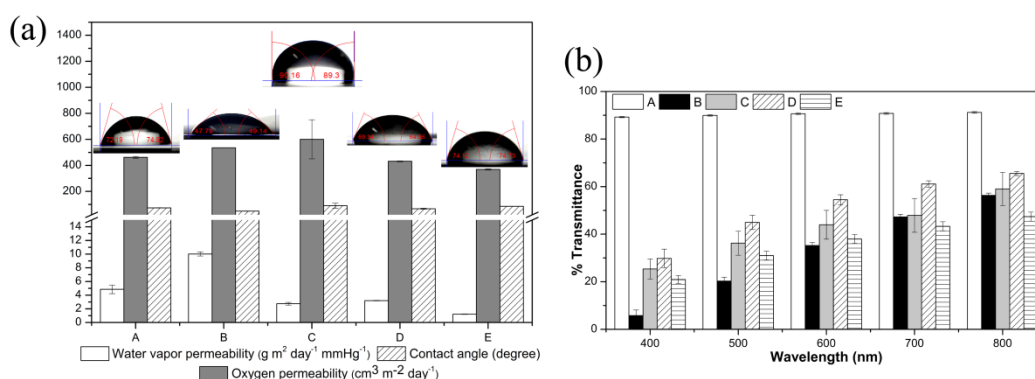 (a)
1400
1200
1000
800
600
400
200
14
12
10
8
6
4
2
0
89.3
A B C D E
Water vapor permeability (g m² day⁻¹ mmHg⁻¹) Contact angle (degree)
Oxygen permeability (cm³ m⁻² day⁻¹)
(b)
A B C D E
% Transmittance
100
80
60
40
20
0
400 500 600 700 800
Wavelength (nm)